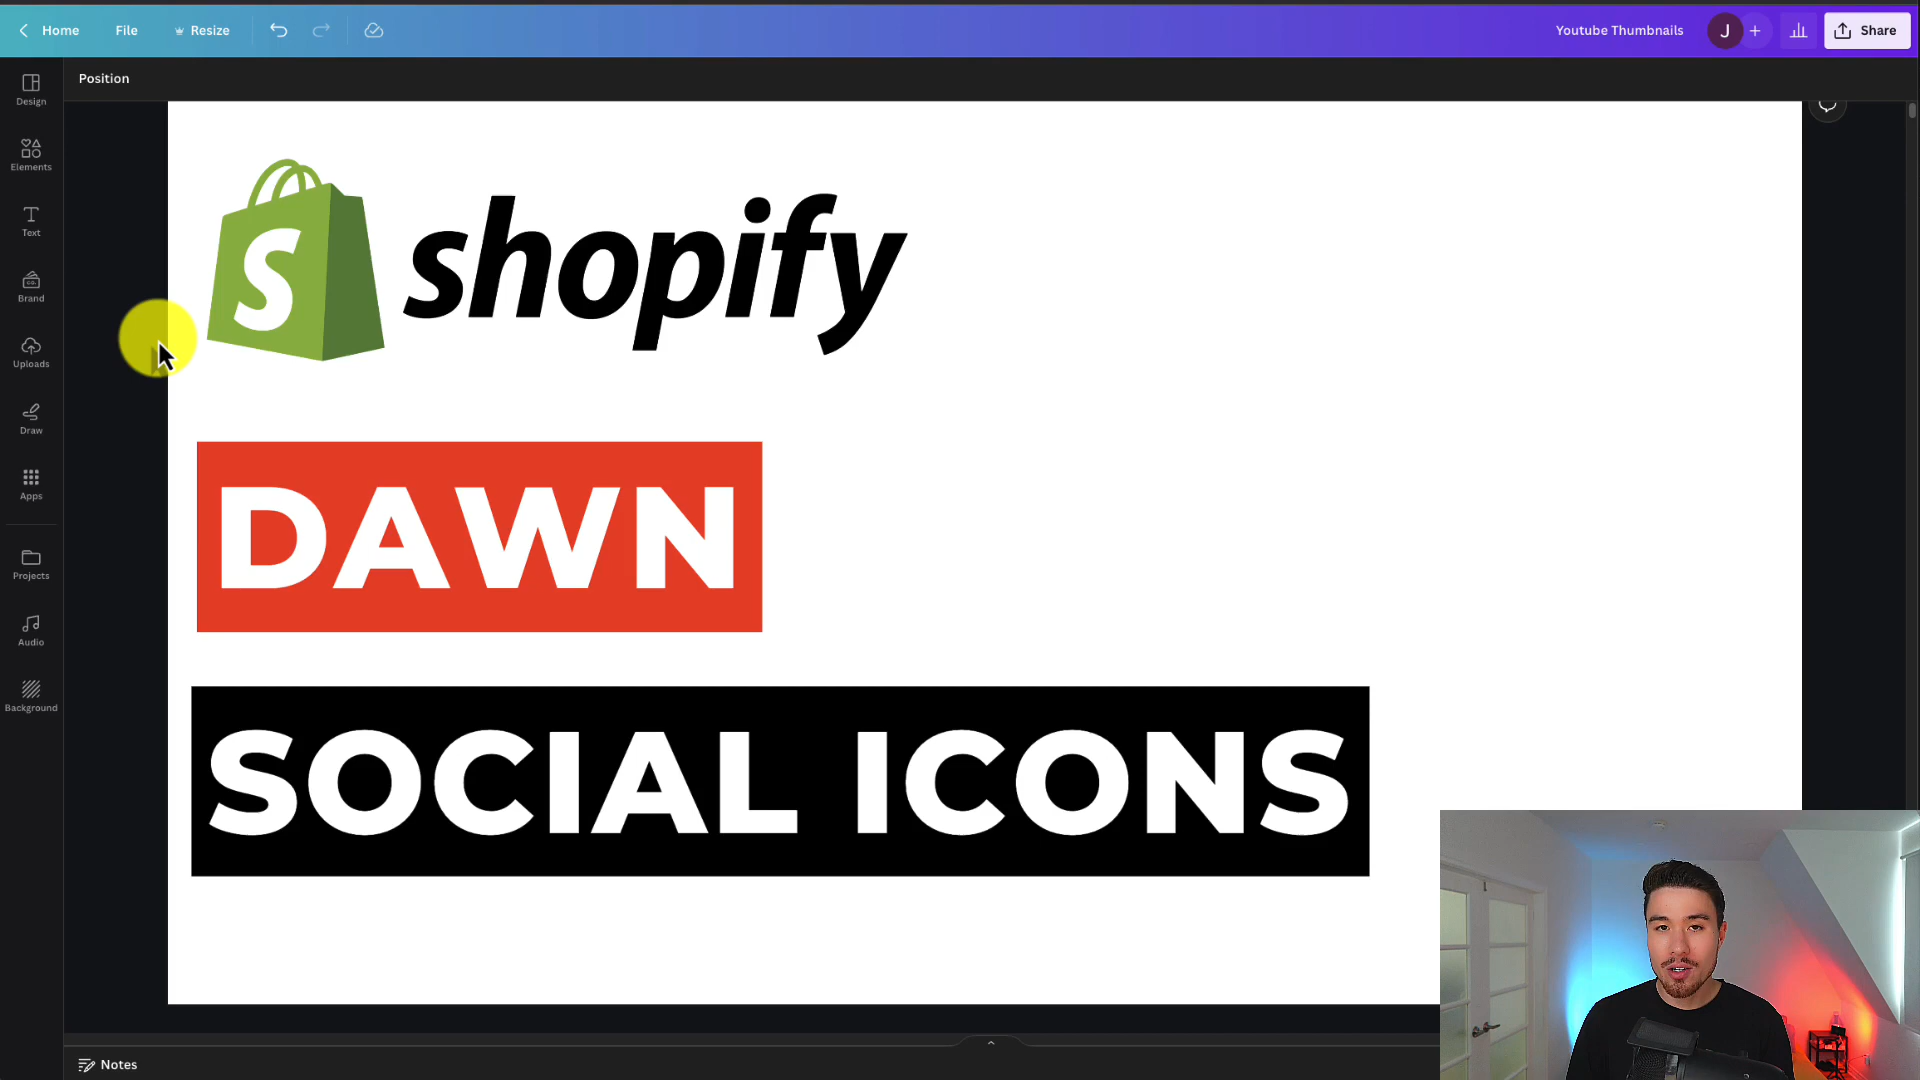 Home File Resize Youtube Thumbnails J + Share
Position
Design
Elements
Text
Brand
Uploads
Draw
Apps
Projects
Audio
Background
S shopify
DAWN
SOCIAL ICONS
Notes